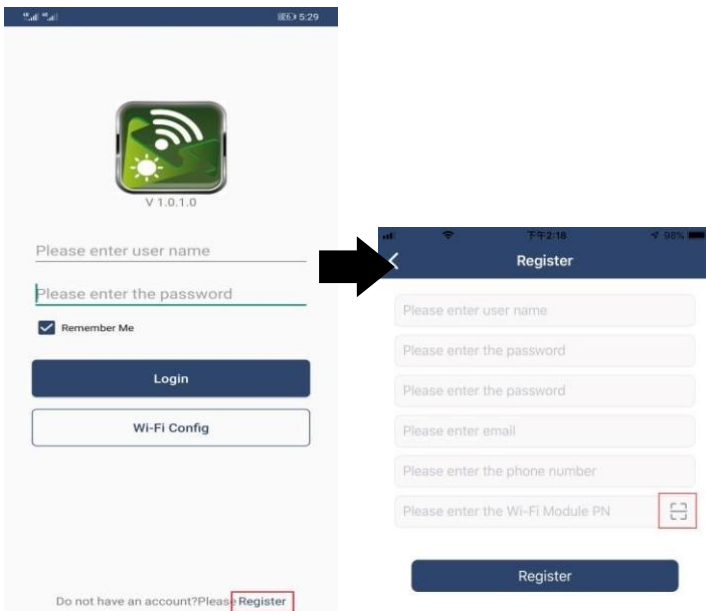 5:29
V 1.0.1.0
Please enter user name
Please enter the password
Remember Me
Login
Wi-Fi Config
Do not have an account?Please Register
下午2:18
98%
Register
Please enter user name
Please enter the password
Please enter the password
Please enter email
Please enter the phone number
Please enter the Wi-Fi Module PN
Register